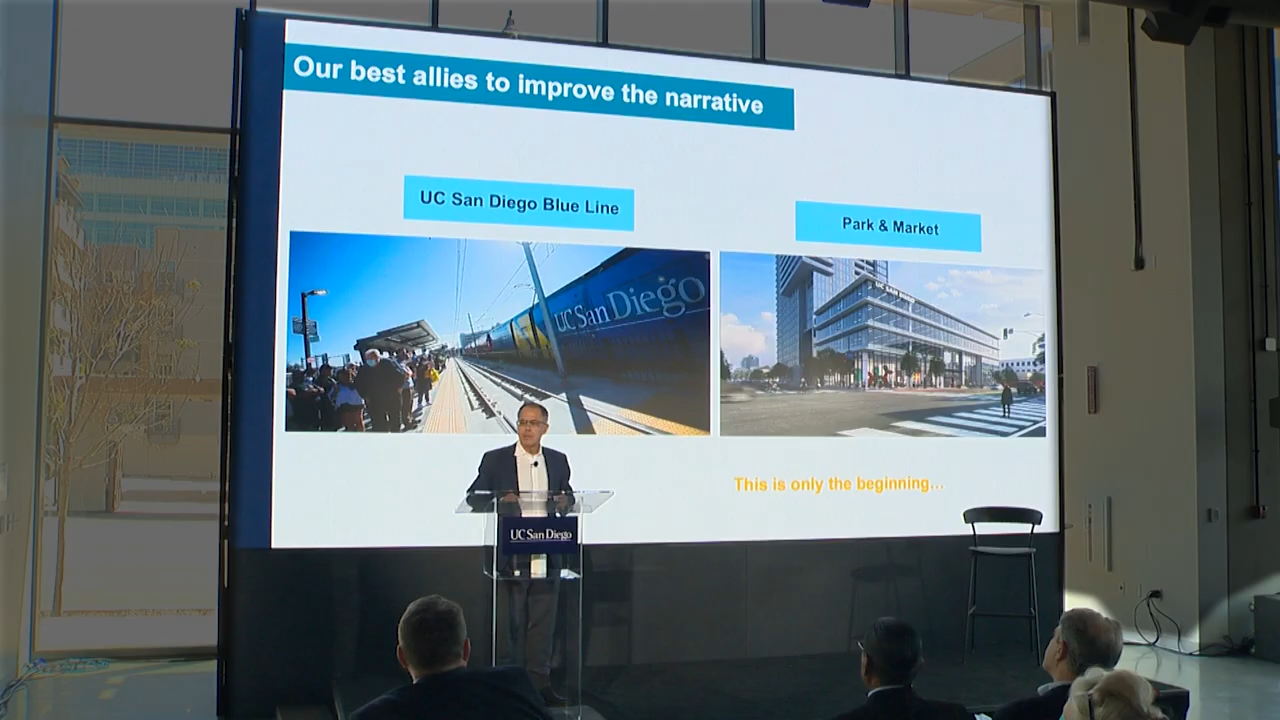 Our best allies to improve the narrative
UC San Diego Blue Line
Park & Market
UC San Diego
This is only the beginning...
UC San Diego